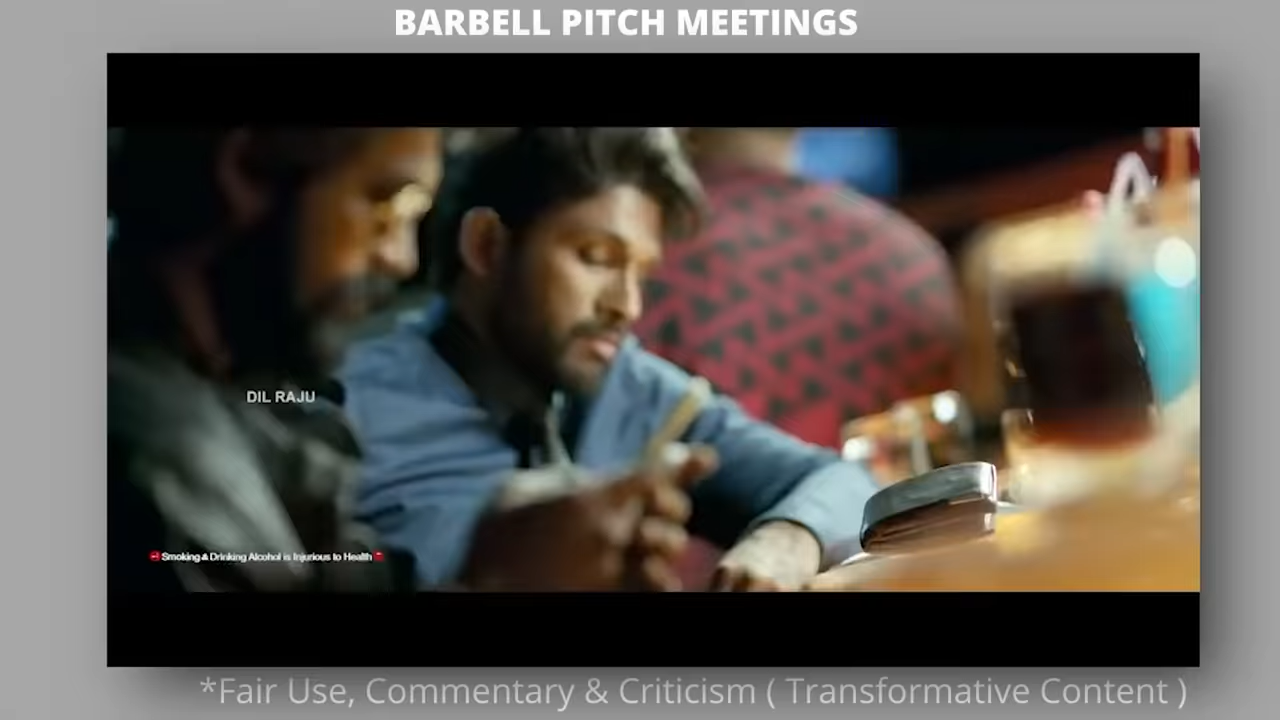 BARBELL PITCH MEETINGS
DIL RAJU
Smoking & Drinking Alcohol is Injurious to Health
*Fair Use, Commentary & Criticism ( Transformative Content )